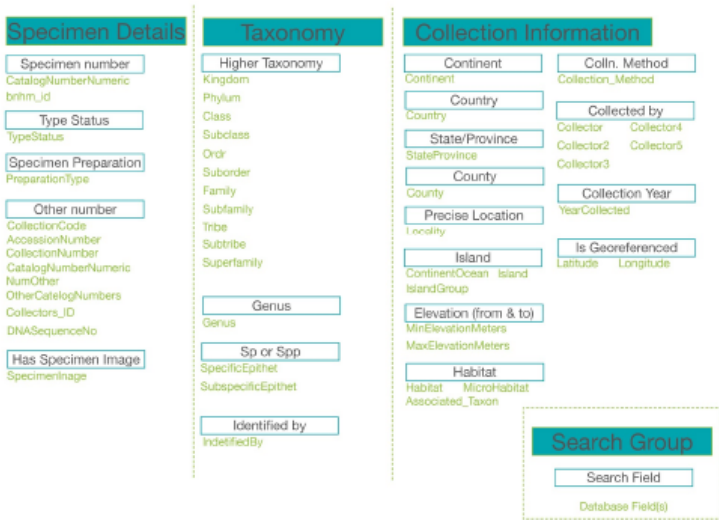 Specimen Details
Specimen number
CatalogNumberNumeric
bnhm_id
Type Status
TypeStatus
Specimen Preparation
PreparationType
Other number
CollectionCode
AccessionNumber
CollectionNumber
CatalogNumberNumeric
NumOther
OtherCatelogNumbers
Collectors_ID
DNASequenceNo
Has Specimen Image
SpecimenInage
Taxonomy
Higher Taxonomy
Kingdom
Phylum
Class
Subclass
Ordr
Suborder
Family
Subfamily
Tribe
Subtribe
Superfamily
Genus
Genus
Sp or Spp
SpecificEpithet
SubspecificEpithet
Identified by
IndetifiedBy
Collection Information
Continent
Continent
Country
Country
State/Province
StateProvince
County
County
Precise Location
Locality
Island
ContinentOcean Island
IslandGroup
Elevation (from & to)
MinElevationMeters
MaxElevationMeters
Habitat
Habitat MicroHabitat
Associated_Taxon
Colln. Method
Collection_Method
Collected by
Collector Collector4
Collector2 Collector5
Collector3
Collection Year
YearCollected
Is Georeferenced
Latitude Longitude
Search Group
Search Field
Database Field(s)